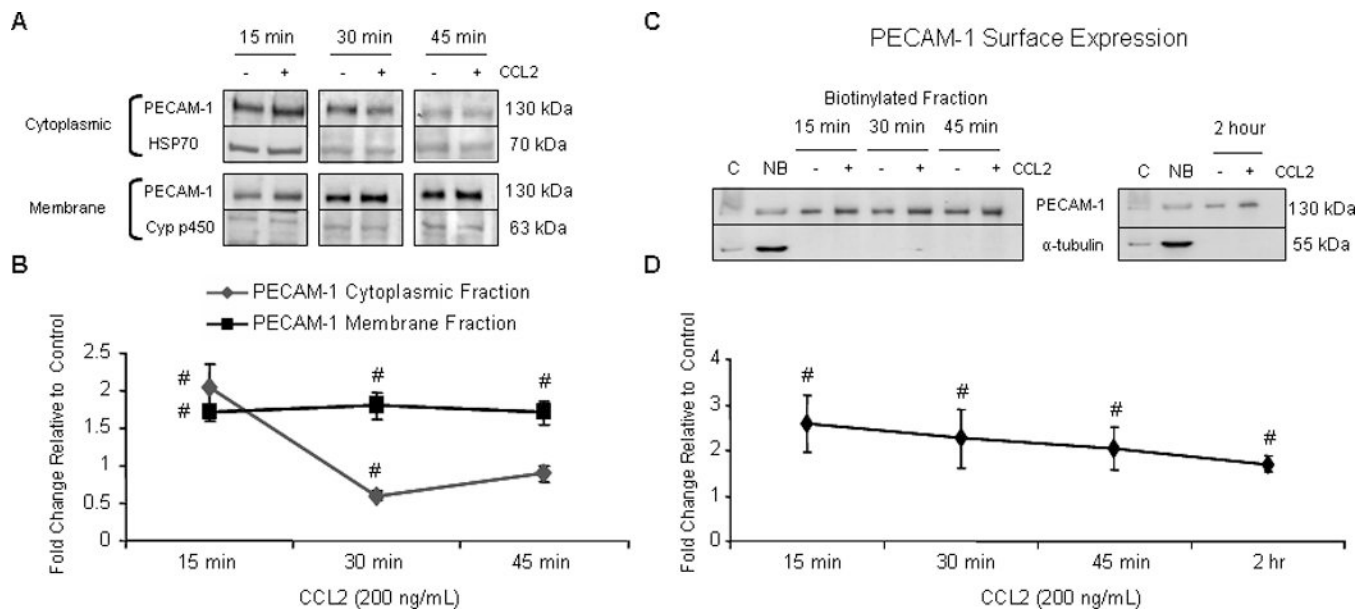 A
15 min 30 min 45 min
- + - + - + CCL2
Cytoplasmic
PECAM-1 130 kDa
HSP70 70 kDa
Membrane
PECAM-1 130 kDa
Cyp p450 63 kDa
B
PECAM-1 Cytoplasmic Fraction
PECAM-1 Membrane Fraction
Fold Change Relative to Control
2.5
2
1.5
1
0.5
0
# # # # #
15 min 30 min 45 min
CCL2 (200 ng/mL)
C
PECAM-1 Surface Expression
Biotinylated Fraction
15 min 30 min 45 min 2 hour
C NB - + - + - + CCL2 C NB - + CCL2
PECAM-1 130 kDa
α-tubulin 55 kDa
D
Fold Change Relative to Control
4
3
2
1
0
# # # #
15 min 30 min 45 min 2 hr
CCL2 (200 ng/mL)